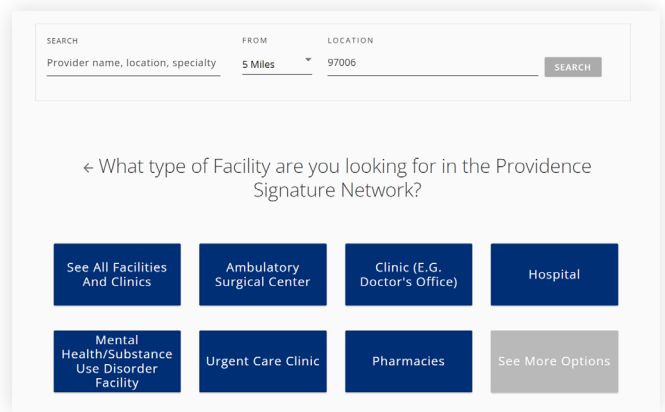 SEARCH
FROM
LOCATION
Provider name, location, specialty
5 Miles
97006
SEARCH
← What type of Facility are you looking for in the Providence
Signature Network?
See All Facilities
And Clinics
Ambulatory
Surgical Center
Clinic (E.G.
Doctor's Office)
Hospital
Mental
Health/Substance
Use Disorder
Facility
Urgent Care Clinic
Pharmacies
See More Options